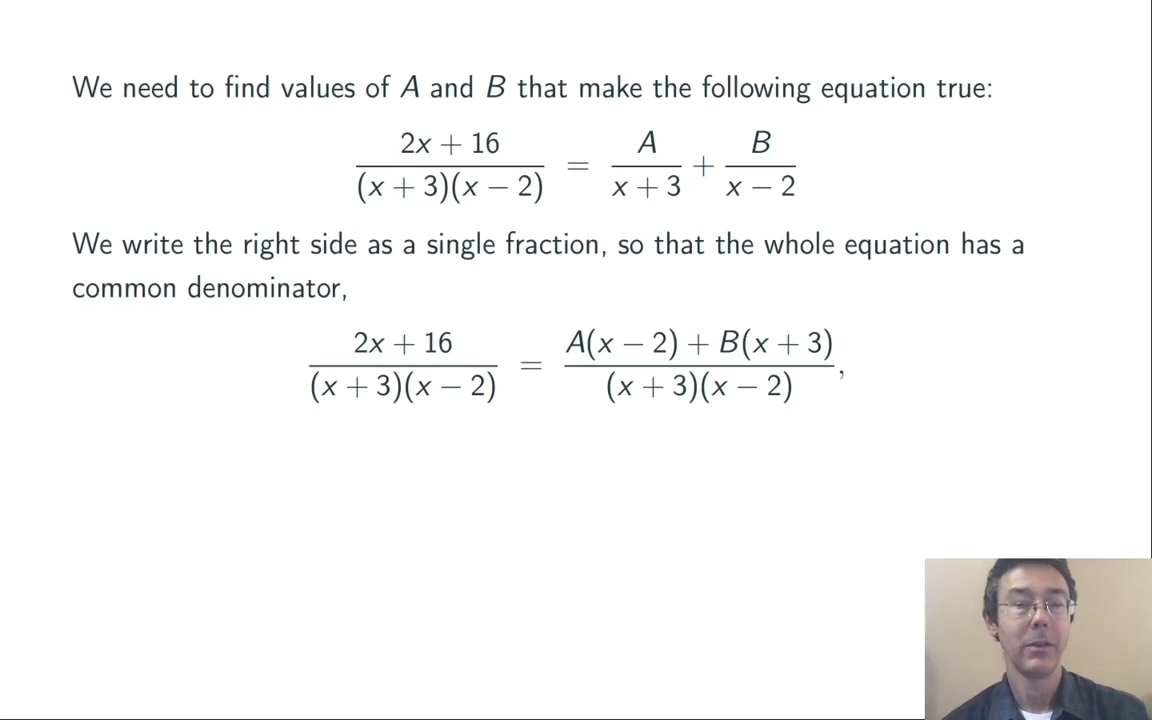 We need to find values of A and B that make the following equation true:
2x + 16
(x + 3)(x − 2)
=
A
x + 3
+
B
x − 2
We write the right side as a single fraction, so that the whole equation has a
common denominator,
2x + 16
(x + 3)(x − 2)
=
A(x − 2) + B(x + 3)
(x + 3)(x − 2)
,